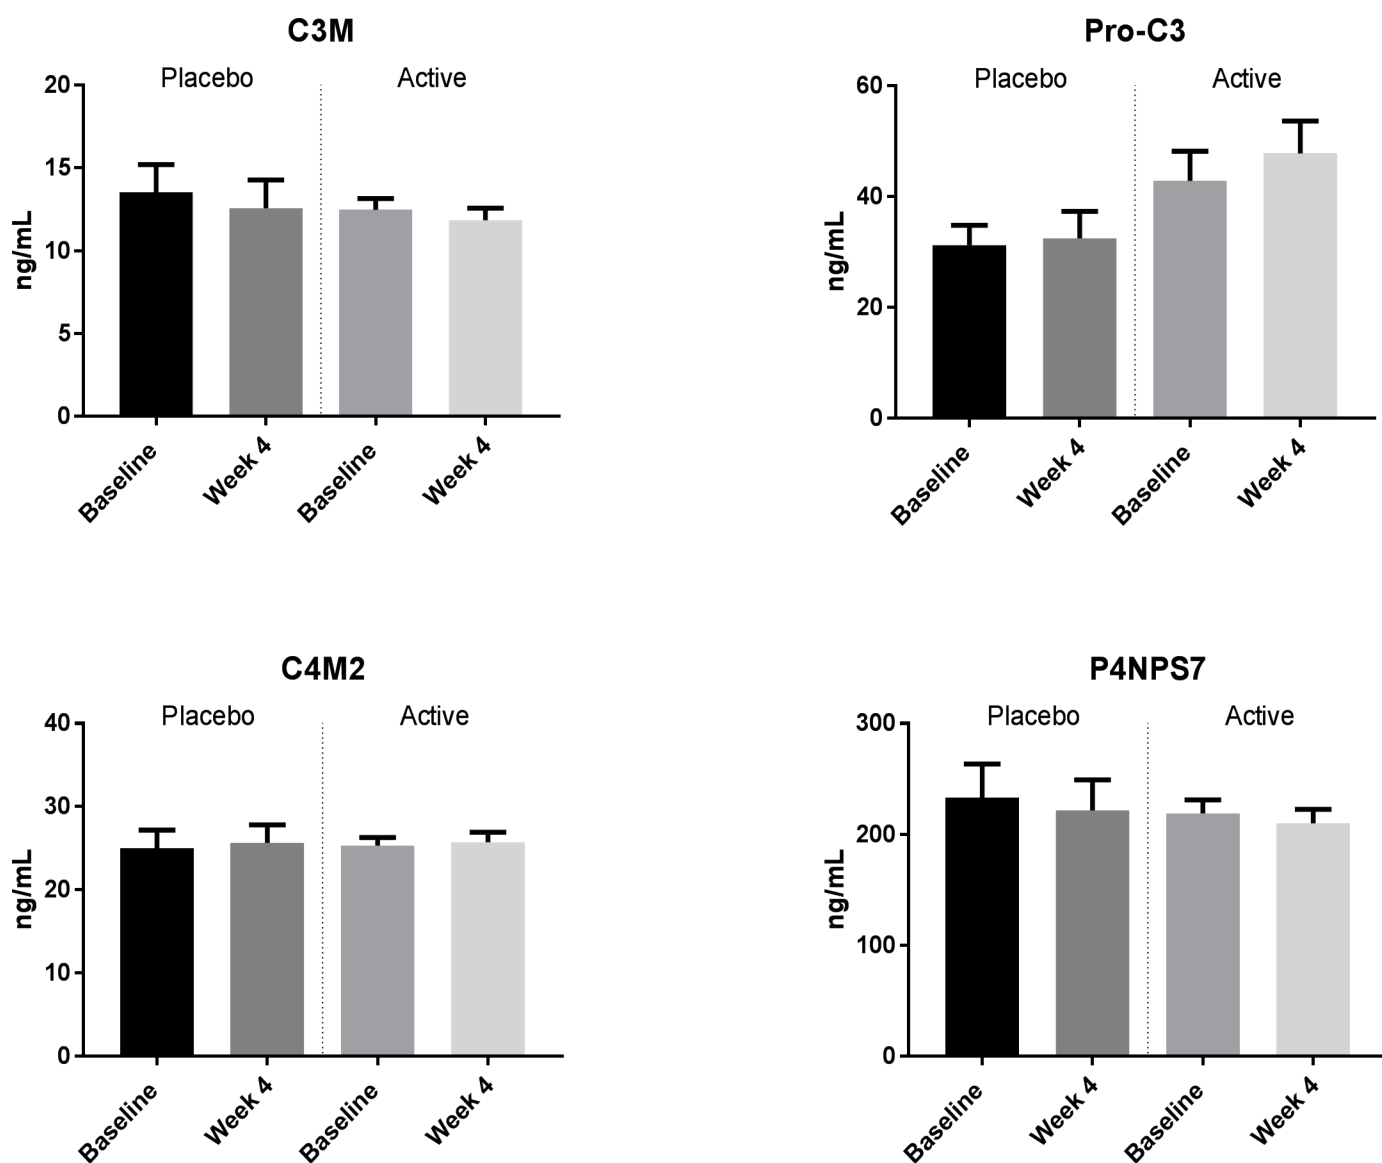 C3M
Placebo
Active
ng/mL
20
15
10
5
0
Baseline
Week 4
Baseline
Week 4
Pro-C3
Placebo
Active
ng/mL
60
40
20
0
Baseline
Week 4
Baseline
Week 4
C4M2
Placebo
Active
ng/mL
40
30
20
10
0
Baseline
Week 4
Baseline
Week 4
P4NPS7
Placebo
Active
ng/mL
300
200
100
0
Baseline
Week 4
Baseline
Week 4